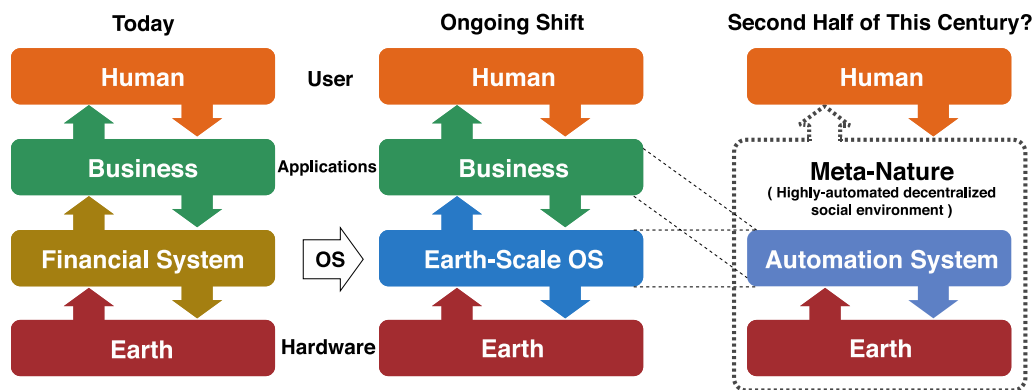 Today
Human
Business
Financial System
Earth
User
Applications
OS
Hardware
Ongoing Shift
Human
Business
Earth-Scale OS
Earth
Second Half of This Century?
Human
Meta-Nature
( Highly-automated decentralized
social environment )
Automation System
Earth